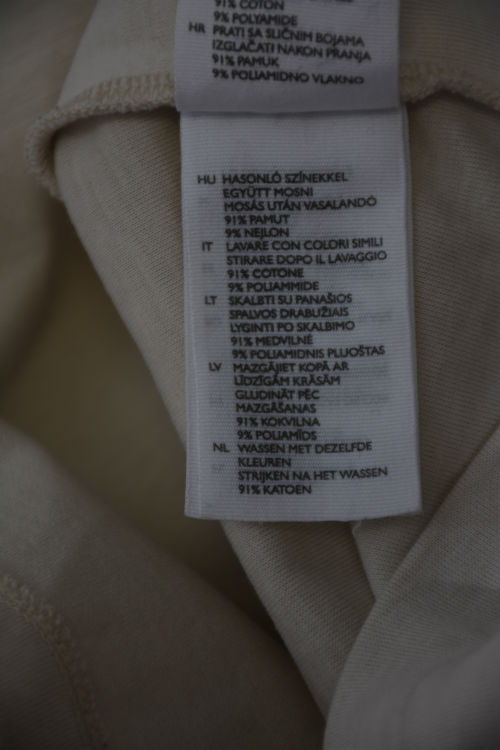 91% COTON
9% POLYAMIDE
HR PRATI SA SLIČNIM BOJAMA
IZGLAČATI NAKON PRANJA
91% PAMUK
9% POLIAMIDNO VLAKNO
HU HASONLÓ SZÍNEKKEL
EGYÜTT MOSNI
MOSÁS UTÁN VASALANDÓ
91% PAMUT
9% NEJLON
IT LAVARE CON COLORI SIMILI
STIRARE DOPO IL LAVAGGIO
91% COTONE
9% POLIAMMIDE
LT SKALBTI SU PANAŠIOS
SPALVOS DRABUŽIAIS
LYGINTI PO SKALBIMO
91% MEDVILNĖ
9% POLIAMIDNIS PLUOŠTAS
LV MAZGĀJIET KOPĀ AR
LĪDZĪGĀM KRĀSĀM
GLUDINĀT PĒC
MAZGĀŠANAS
91% KOKVILNA
9% POLIAMĪDS
NL WASSEN MET DEZELFDE
KLEUREN
STRIJKEN NA HET WASSEN
91% KATOEN